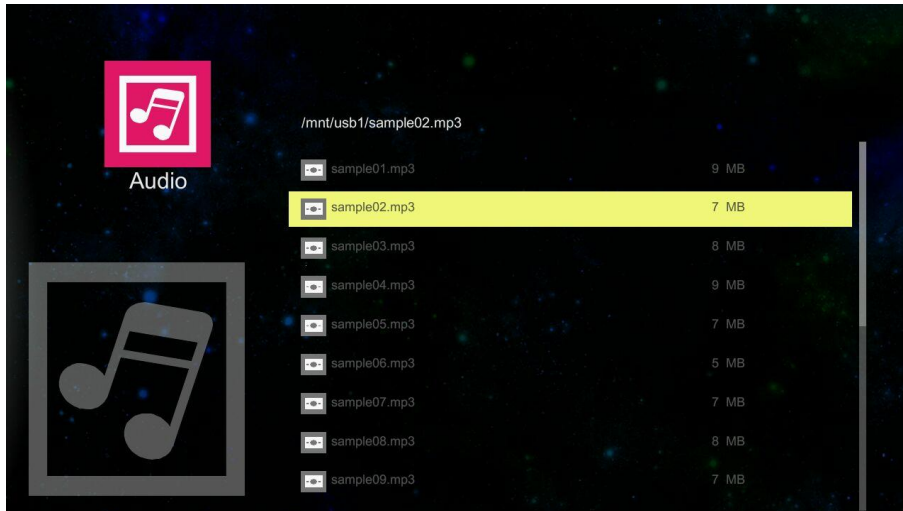 Audio
/mnt/usb1/sample02.mp3
sample01.mp3 9 MB
sample02.mp3 7 MB
sample03.mp3 8 MB
sample04.mp3 9 MB
sample05.mp3 7 MB
sample06.mp3 5 MB
sample07.mp3 7 MB
sample08.mp3 8 MB
sample09.mp3 7 MB